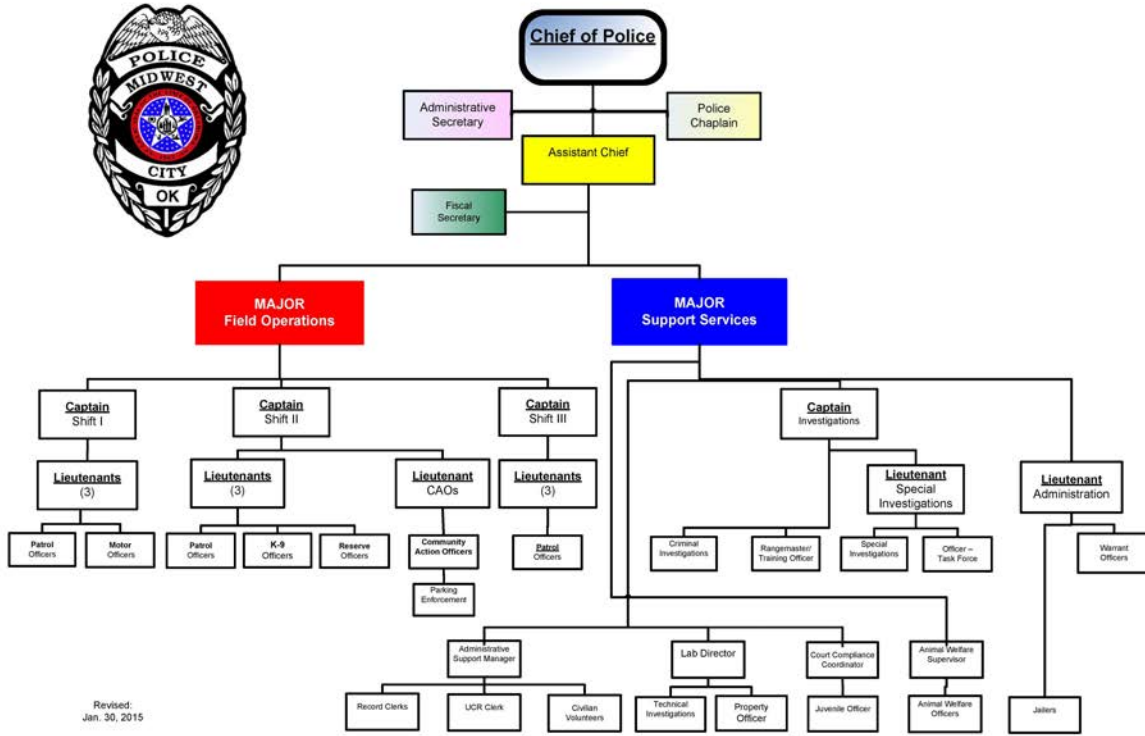 POLICE
MIDWEST
CITY
OK
Chief of Police
Administrative
Secretary
Police
Chaplain
Assistant Chief
Fiscal
Secretary
MAJOR
Field Operations
MAJOR
Support Services
Captain
Shift I
Captain
Shift II
Captain
Shift III
Captain
Investigations
Lieutenants
(3)
Lieutenants
(3)
Lieutenant
CAOs
Lieutenants
(3)
Lieutenant
Special
Investigations
Lieutenant
Administration
Patrol
Officers
Motor
Officers
Patrol
Officers
K-9
Officers
Reserve
Officers
Community
Action Officers
Patrol
Officers
Criminal
Investigations
Rangemaster/
Training Officer
Special
Investigations
Officer –
Task Force
Warrant
Officers
Parking
Enforcement
Administrative
Support Manager
Lab Director
Court Compliance
Coordinator
Animal Welfare
Supervisor
Record Clerks
UCR Clerk
Civilian
Volunteers
Technical
Investigations
Property
Officer
Juvenile Officer
Animal Welfare
Officers
Jailers
Revised:
Jan. 30, 2015